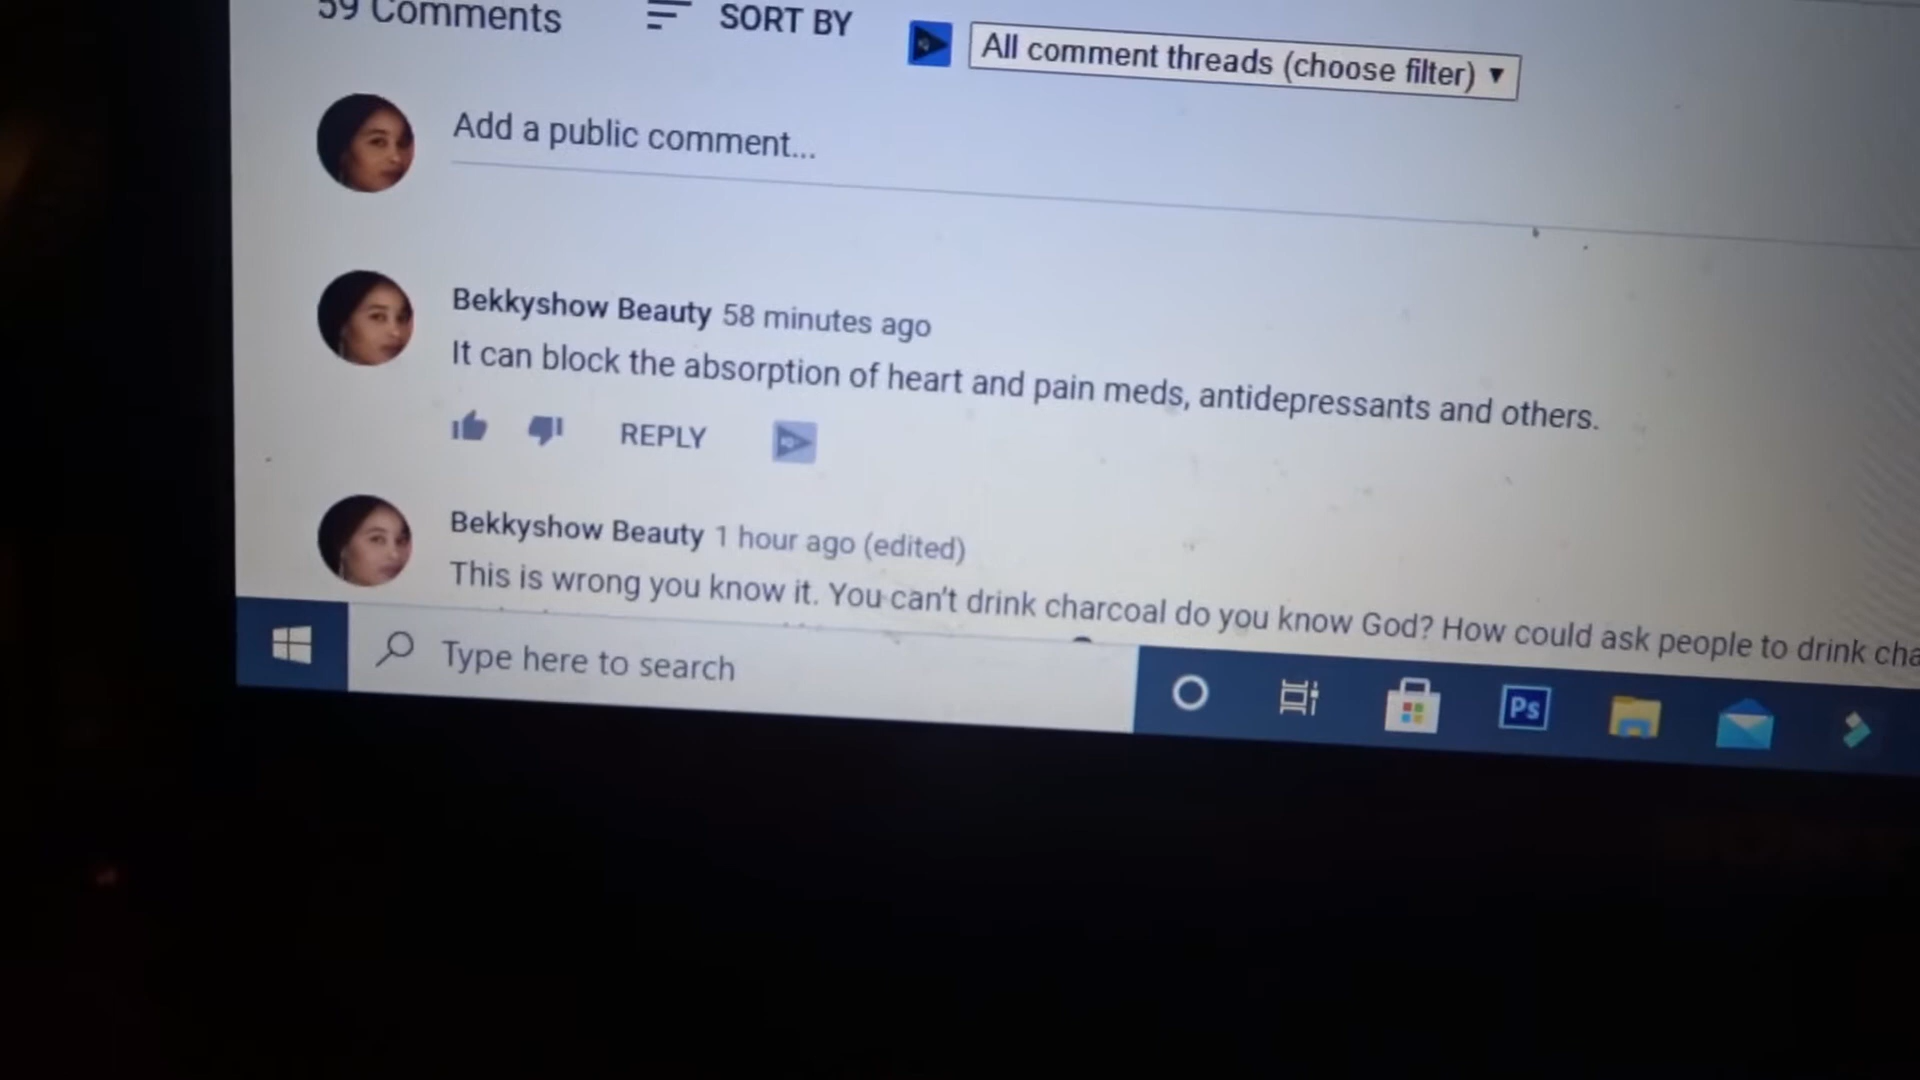 59 Comments SORT BY All comment threads (choose filter)
Add a public comment...
Bekkyshow Beauty 58 minutes ago
It can block the absorption of heart and pain meds, antidepressants and others.
REPLY
Bekkyshow Beauty 1 hour ago (edited)
This is wrong you know it. You can't drink charcoal do you know God? How could ask people to drink cha
Type here to search
Ps